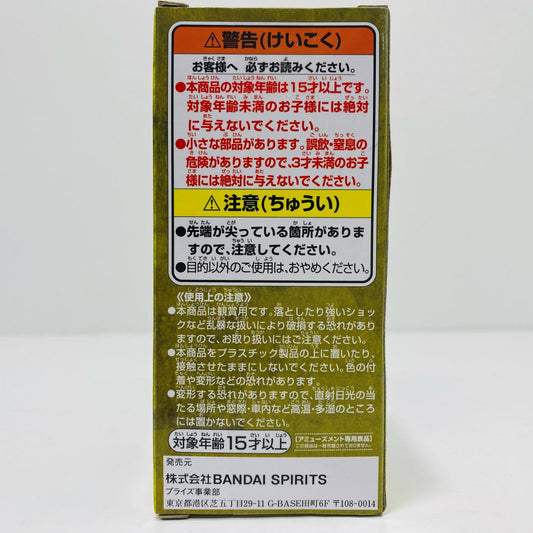 ⚠警告(けいこく)
お客様へ 必ずお読みください。
●本商品の対象年齢は15才以上です。
対象年齢未満のお子様には絶対
に与えないでください。
●小さな部品があります。誤飲・窒息の
危険がありますので、3才未満のお子
様には絶対に与えないでください。
⚠注意(ちゅうい)
●先端が尖っている箇所がありま
すので、注意してください。
●目的以外のご使用は、おやめください。
《使用上の注意》
●本商品は観賞用です。落としたり強いショッ
クなど乱暴な扱いにより破損する恐れがあり
ますので、お取り扱いにはご注意ください。
●本商品をプラスチック製品の上に置いたり、
接触させたままにしないでください。色の付
着や変形などの恐れがあります。
●変形する恐れがありますので、直射日光の当
たる場所や窓際・車内など高温・多湿のところ
には置かないでください。
対象年齢15才以上
【アミューズメント専用景品】
この商品は一般市販されておりません。
発売元
株式会社BANDAI SPIRITS
プライズ事業部
東京都港区芝五丁目29-11 G-BASE田町6F 〒108-0014